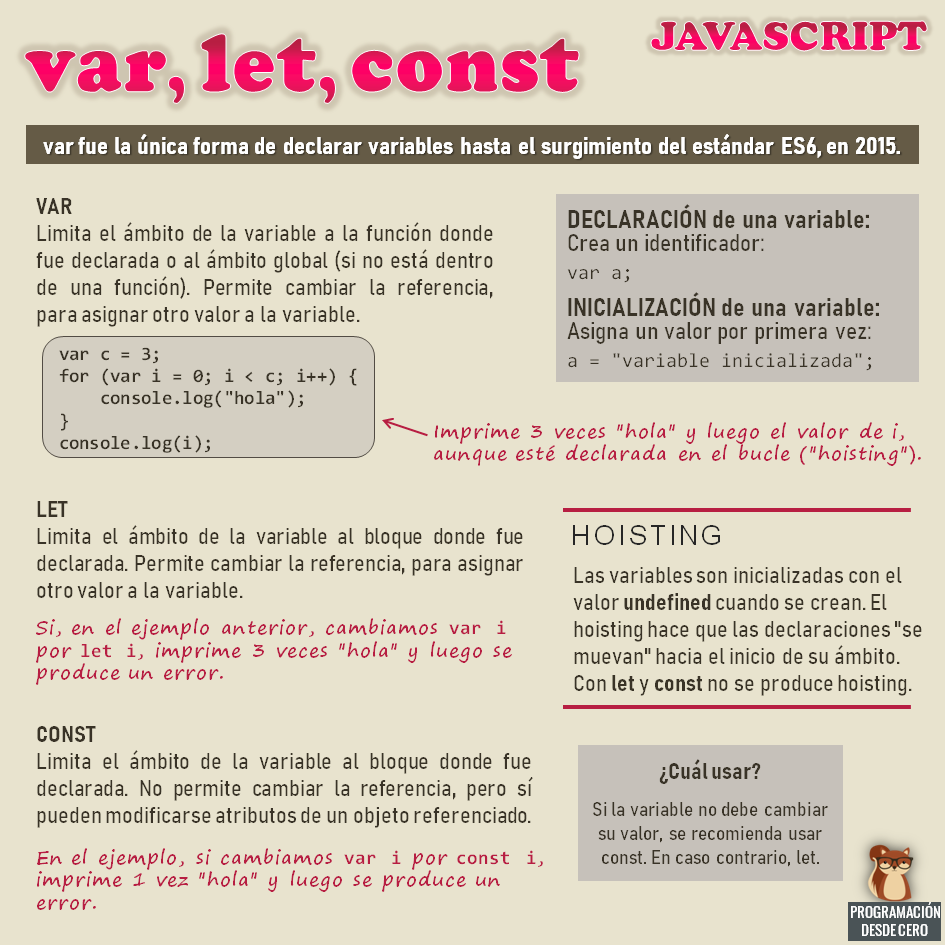 var, let, const
JAVASCRIPT
var fue la única forma de declarar variables hasta el surgimiento del estándar ES6, en 2015.
VAR
Limita el ámbito de la variable a la función donde
fue declarada o al ámbito global (si no está dentro
de una función). Permite cambiar la referencia,
para asignar otro valor a la variable.
var c = 3;
for (var i = 0; i < c; i++) {
    console.log("hola");
}
console.log(i);
DECLARACIÓN de una variable:
Crea un identificador:
var a;
INICIALIZACIÓN de una variable:
Asigna un valor por primera vez:
a = "variable inicializada";
Imprime 3 veces "hola" y luego el valor de i,
aunque esté declarada en el bucle ("hoisting").
LET
Limita el ámbito de la variable al bloque donde fue
declarada. Permite cambiar la referencia, para asignar
otro valor a la variable.
Si, en el ejemplo anterior, cambiamos var i
por let i, imprime 3 veces "hola" y luego se
produce un error.
HOISTING
Las variables son inicializadas con el
valor undefined cuando se crean. El
hoisting hace que las declaraciones "se
muevan" hacia el inicio de su ámbito.
Con let y const no se produce hoisting.
CONST
Limita el ámbito de la variable al bloque donde fue
declarada. No permite cambiar la referencia, pero sí
pueden modificarse atributos de un objeto referenciado.
En el ejemplo, si cambiamos var i por const i,
imprime 1 vez "hola" y luego se produce un
error.
¿Cuál usar?
Si la variable no debe cambiar
su valor, se recomienda usar
const. En caso contrario, let.
PROGRAMACIÓN
DESDE CERO